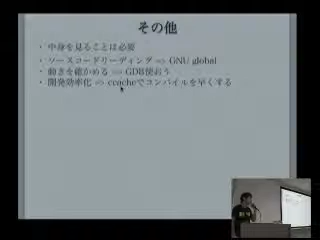 その他
・ 中身を見ることは必要
・ ソースコードリーディング => GNU global
・ 動きを確かめる => GDB使おう
・ 開発効率化 => ccacheでコンパイルを早くする